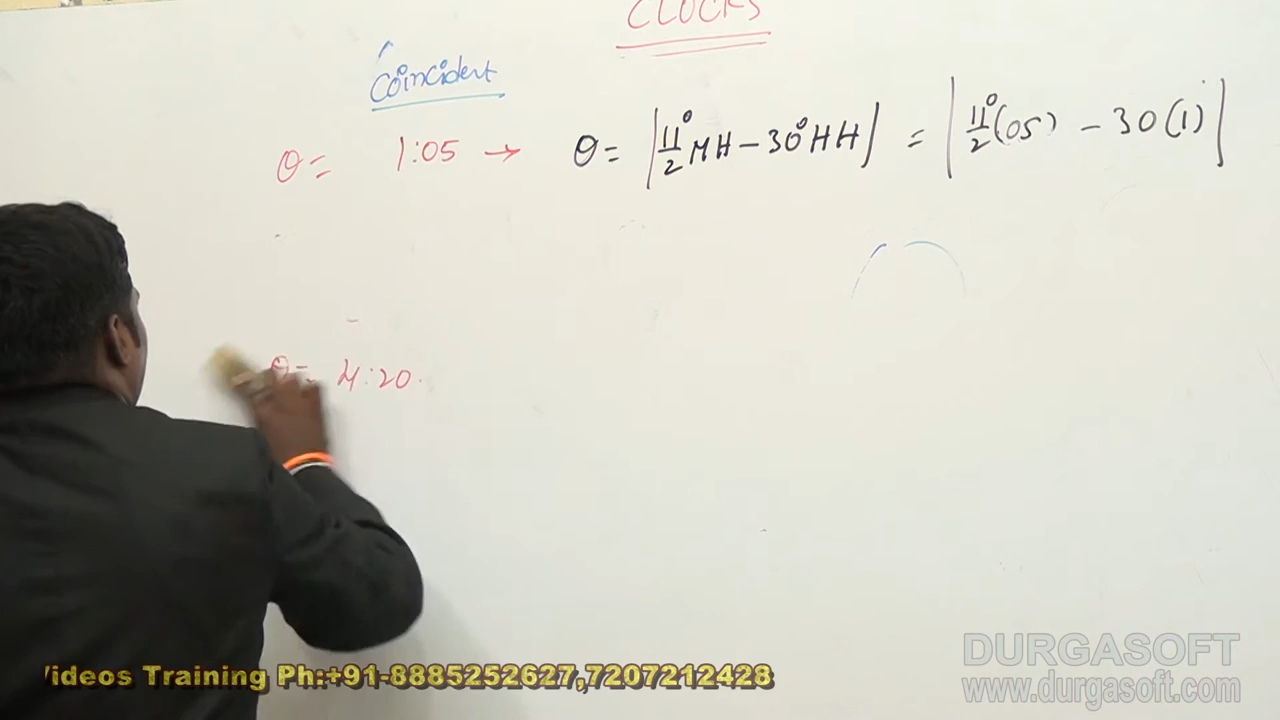 CLOCKS
Coincident
θ = 1:05 → θ = |11°/2 MH - 30° HH| = |11°/2 (05) - 30 (1)|
θ = 4:20.
Videos Training Ph:+91-8885252627,7207212428
DURGASOFT
www.durgasoft.com